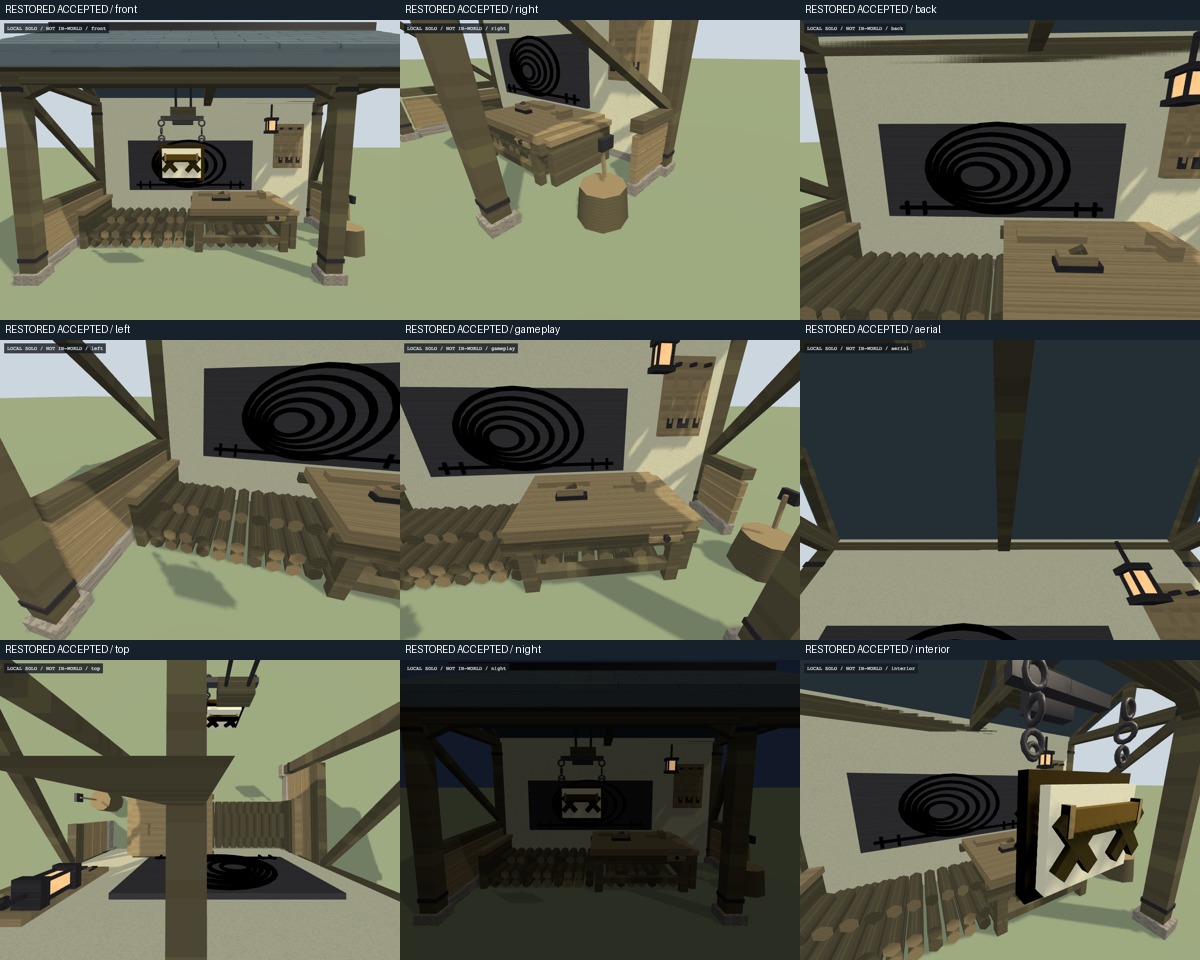 RESTORED ACCEPTED / front
RESTORED ACCEPTED / right
RESTORED ACCEPTED / back
LOCAL SOLO / NOT IN-WORLD / front
LOCAL SOLO / NOT IN-WORLD / right
LOCAL SOLO / NOT IN-WORLD / back
RESTORED ACCEPTED / left
RESTORED ACCEPTED / gameplay
RESTORED ACCEPTED / aerial
LOCAL SOLO / NOT IN-WORLD / left
LOCAL SOLO / NOT IN-WORLD / gameplay
LOCAL SOLO / NOT IN-WORLD / aerial
RESTORED ACCEPTED / top
RESTORED ACCEPTED / night
RESTORED ACCEPTED / interior
LOCAL SOLO / NOT IN-WORLD / top
LOCAL SOLO / NOT IN-WORLD / night
LOCAL SOLO / NOT IN-WORLD / interior